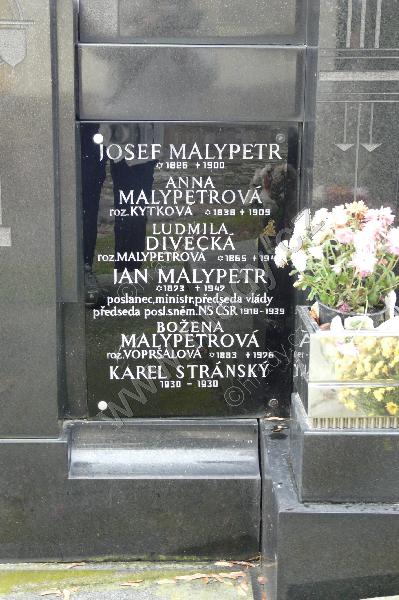 JOSEF MALYPETR
☆1826 ✝1900
ANNA
MALYPETROVÁ
roz. KYTKOVÁ ☆1838 ✝1909
LUDMILA
DIVECKÁ
roz. MALYPETROVÁ ☆1865
JAN MALYPETR
☆1873 ✝1947
poslanec, ministr, předseda vlády
předseda posl. sněm. NS ČSR 1918-1939
BOŽENA
MALYPETROVÁ
roz. VOPRŠALOVÁ ☆1883 ✝1976
KAREL STRÁNSKÝ
1930 - 1930